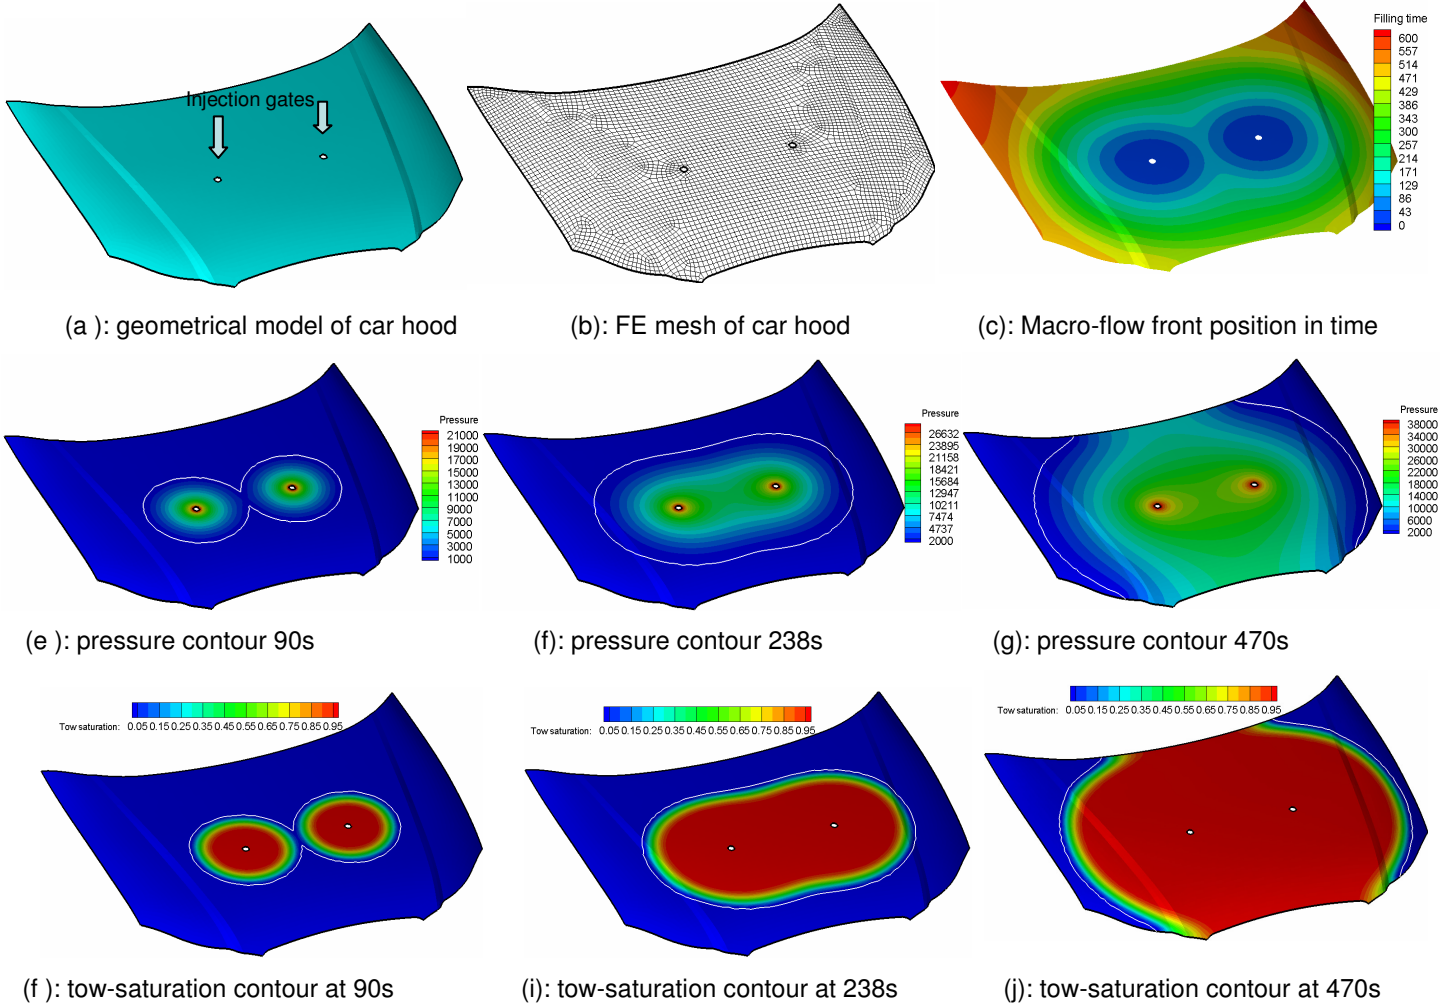 Injection gates
Filling time
600
557
514
471
429
386
343
300
257
214
171
129
86
43
0
(a ): geometrical model of car hood
(b): FE mesh of car hood
(c): Macro-flow front position in time
Pressure
21000
19000
17000
15000
13000
11000
9000
7000
5000
3000
1000
Pressure
26632
23895
21158
18421
15684
12947
10211
7474
4737
2000
Pressure
38000
34000
30000
26000
22000
18000
14000
10000
6000
2000
(e ): pressure contour 90s
(f): pressure contour 238s
(g): pressure contour 470s
Tow saturation: 0.05 0.15 0.25 0.35 0.45 0.55 0.65 0.75 0.85 0.95
Tow saturation: 0.05 0.15 0.25 0.35 0.45 0.55 0.65 0.75 0.85 0.95
Tow saturation: 0.05 0.15 0.25 0.35 0.45 0.55 0.65 0.75 0.85 0.95
(f ): tow-saturation contour at 90s
(i): tow-saturation contour at 238s
(j): tow-saturation contour at 470s